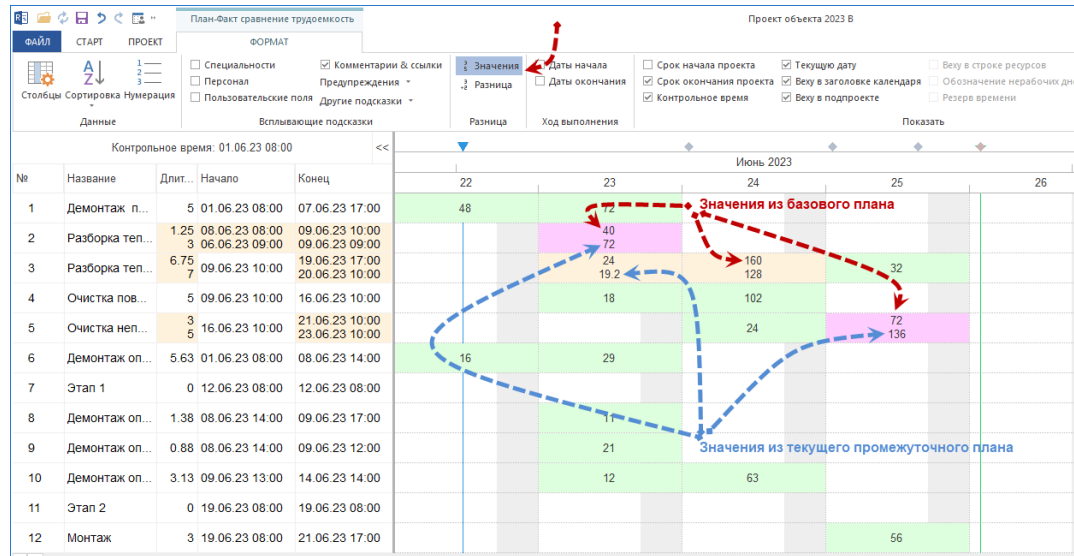 План-Факт сравнение трудоемкость
Проект объекта 2023 В
ФАЙЛ СТАРТ ПРОЕКТ ФОРМАТ
Специальности Комментарии & ссылки Значения Даты начала Срок начала проекта Текущую дату Веху в строке ресурсов
Персонал Предупреждения Разница Даты окончания Срок окончания проекта Веху в заголовке календаря Обозначение нерабочих дне
Столбцы Сортировка Нумерация Пользовательские поля Другие подсказки Контрольное время Веху в подпроекте Резерв времени
Данные Всплывающие подсказки Разница Ход выполнения Показать
Контрольное время: 01.06.23 08:00 <<
Июнь 2023
№ Название Длит... Начало Конец
22 23 24 25 26
Значения из базового плана
1 Демонтаж п... 5 01.06.23 08:00 07.06.23 17:00 48 72
2 Разборка теп... 1.25 08.06.23 08:00 09.06.23 10:00 40
3 06.06.23 09:00 09.06.23 09:00 72
3 Разборка теп... 6.75 09.06.23 10:00 19.06.23 17:00 24 160 32
7 20.06.23 10:00 19.2 128
4 Очистка пов... 5 09.06.23 10:00 16.06.23 10:00 18 102
5 Очистка неп... 3 16.06.23 10:00 21.06.23 10:00 24 72
5 23.06.23 10:00 136
6 Демонтаж оп... 5.63 01.06.23 08:00 08.06.23 14:00 16 29
7 Этап 1 0 12.06.23 08:00 12.06.23 08:00
8 Демонтаж оп... 1.38 08.06.23 14:00 09.06.23 17:00 11
9 Демонтаж оп... 0.88 08.06.23 14:00 09.06.23 12:00 21
Значения из текущего промежуточного плана
10 Демонтаж оп... 3.13 09.06.23 13:00 14.06.23 14:00 12 63
11 Этап 2 0 19.06.23 08:00 19.06.23 08:00
12 Монтаж 3 19.06.23 08:00 21.06.23 17:00 56